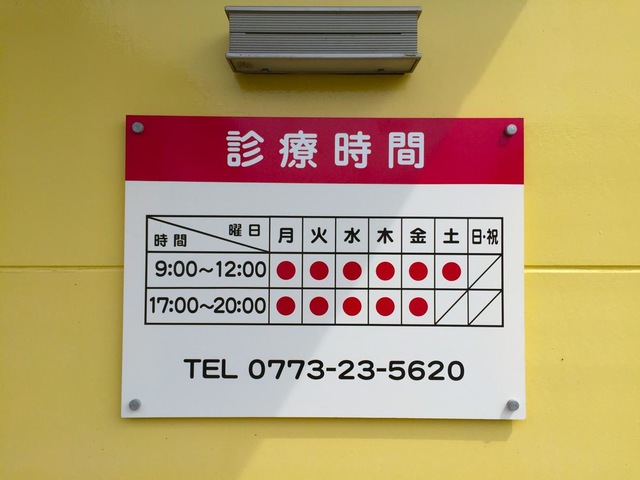 診療時間
曜日 時間 月 火 水 木 金 土 日・祝
9:00～12:00 ● ● ● ● ● ● ／
17:00～20:00 ● ● ● ● ● ／ ／
TEL 0773-23-5620